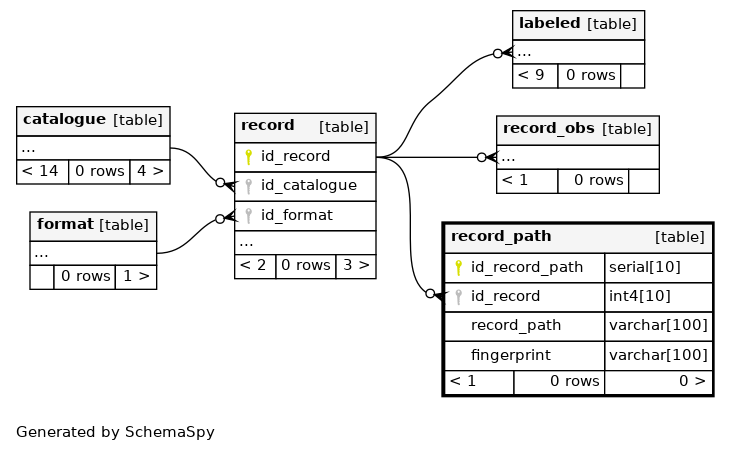 labeled [table]
...
< 9 0 rows
catalogue [table]
...
< 14 0 rows 4 >
record [table]
id_record
id_catalogue
id_format
...
< 2 0 rows 3 >
record_obs [table]
...
< 1 0 rows
format [table]
...
0 rows 1 >
record_path [table]
id_record_path serial[10]
id_record int4[10]
record_path varchar[100]
fingerprint varchar[100]
< 1 0 rows 0 >
Generated by SchemaSpy